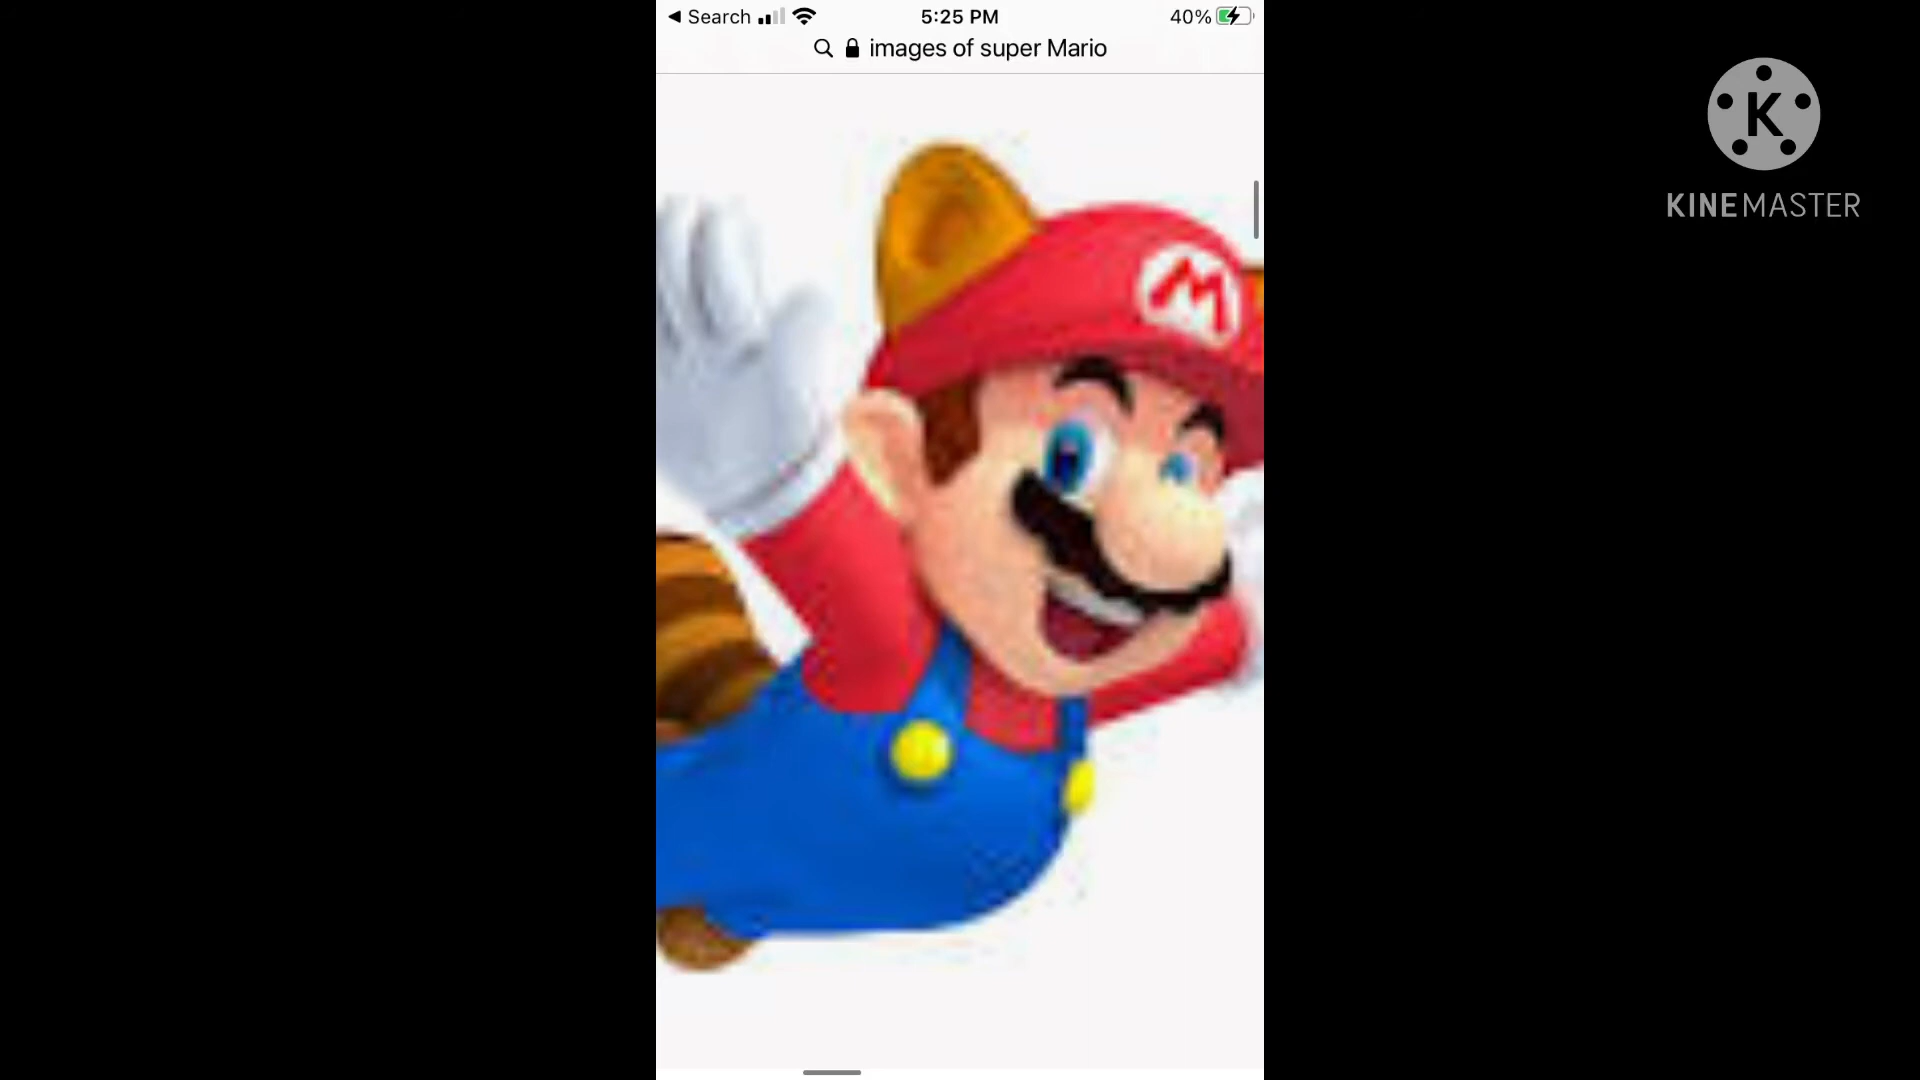 Search 5:25 PM 40%
images of super Mario
M
K
KINEMASTER